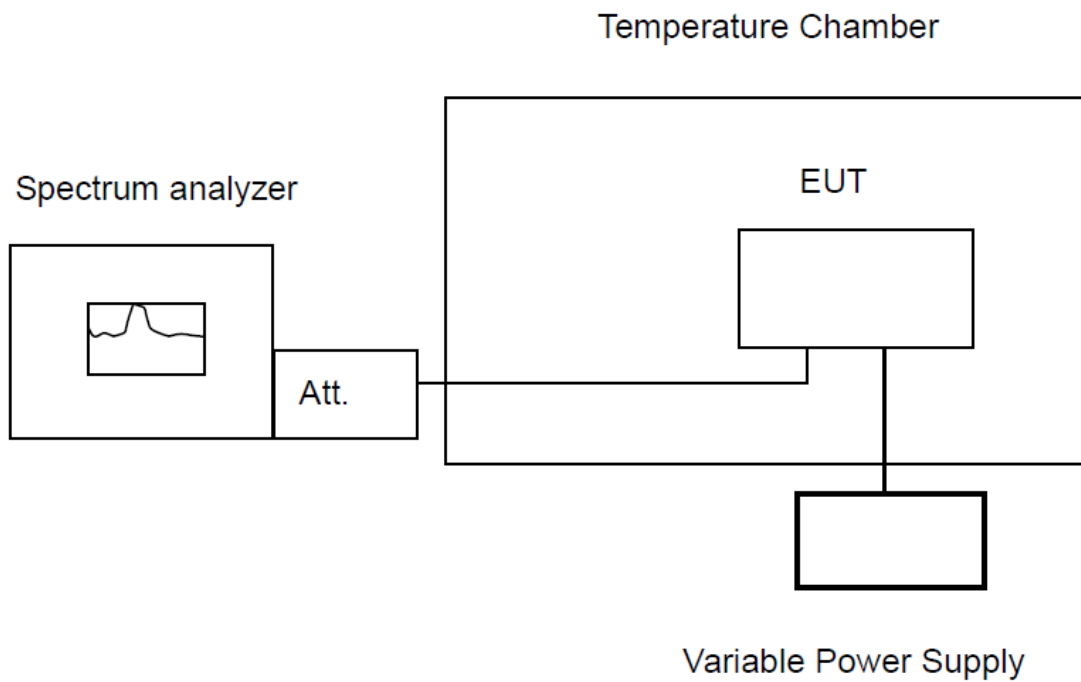 Temperature Chamber
Spectrum analyzer
EUT
Att.
Variable Power Supply